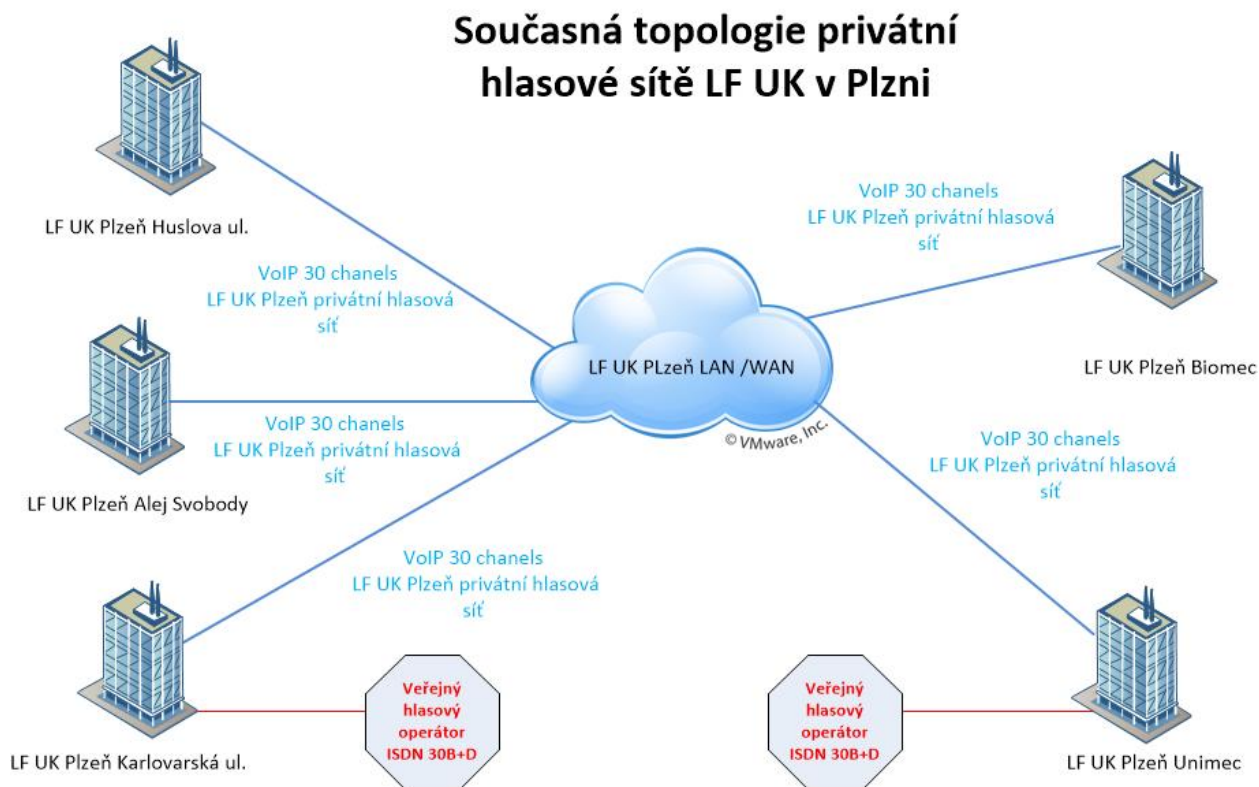 Současná topologie privátní
hlasové sítě LF UK v Plzni
LF UK Plzeň Huslova ul.
VoIP 30 chanels
LF UK Plzeň privátní hlasová
síť
VoIP 30 chanels
LF UK Plzeň privátní hlasová
síť
LF UK Plzeň Biomec
LF UK PLzeň LAN /WAN
© VMware, Inc.
VoIP 30 chanels
LF UK Plzeň privátní hlasová
síť
LF UK Plzeň Alej Svobody
VoIP 30 chanels
LF UK Plzeň privátní hlasová
síť
VoIP 30 chanels
LF UK Plzeň privátní hlasová
síť
LF UK Plzeň Karlovarská ul.
Veřejný
hlasový
operátor
ISDN 30B+D
Veřejný
hlasový
operátor
ISDN 30B+D
LF UK Plzeň Unimec